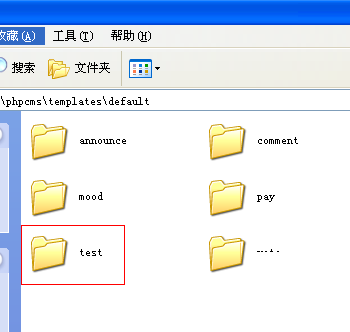 收藏(A) 工具(T) 帮助(H)
搜索 文件夹
\phpcms\templates\default
announce comment
mood pay
test